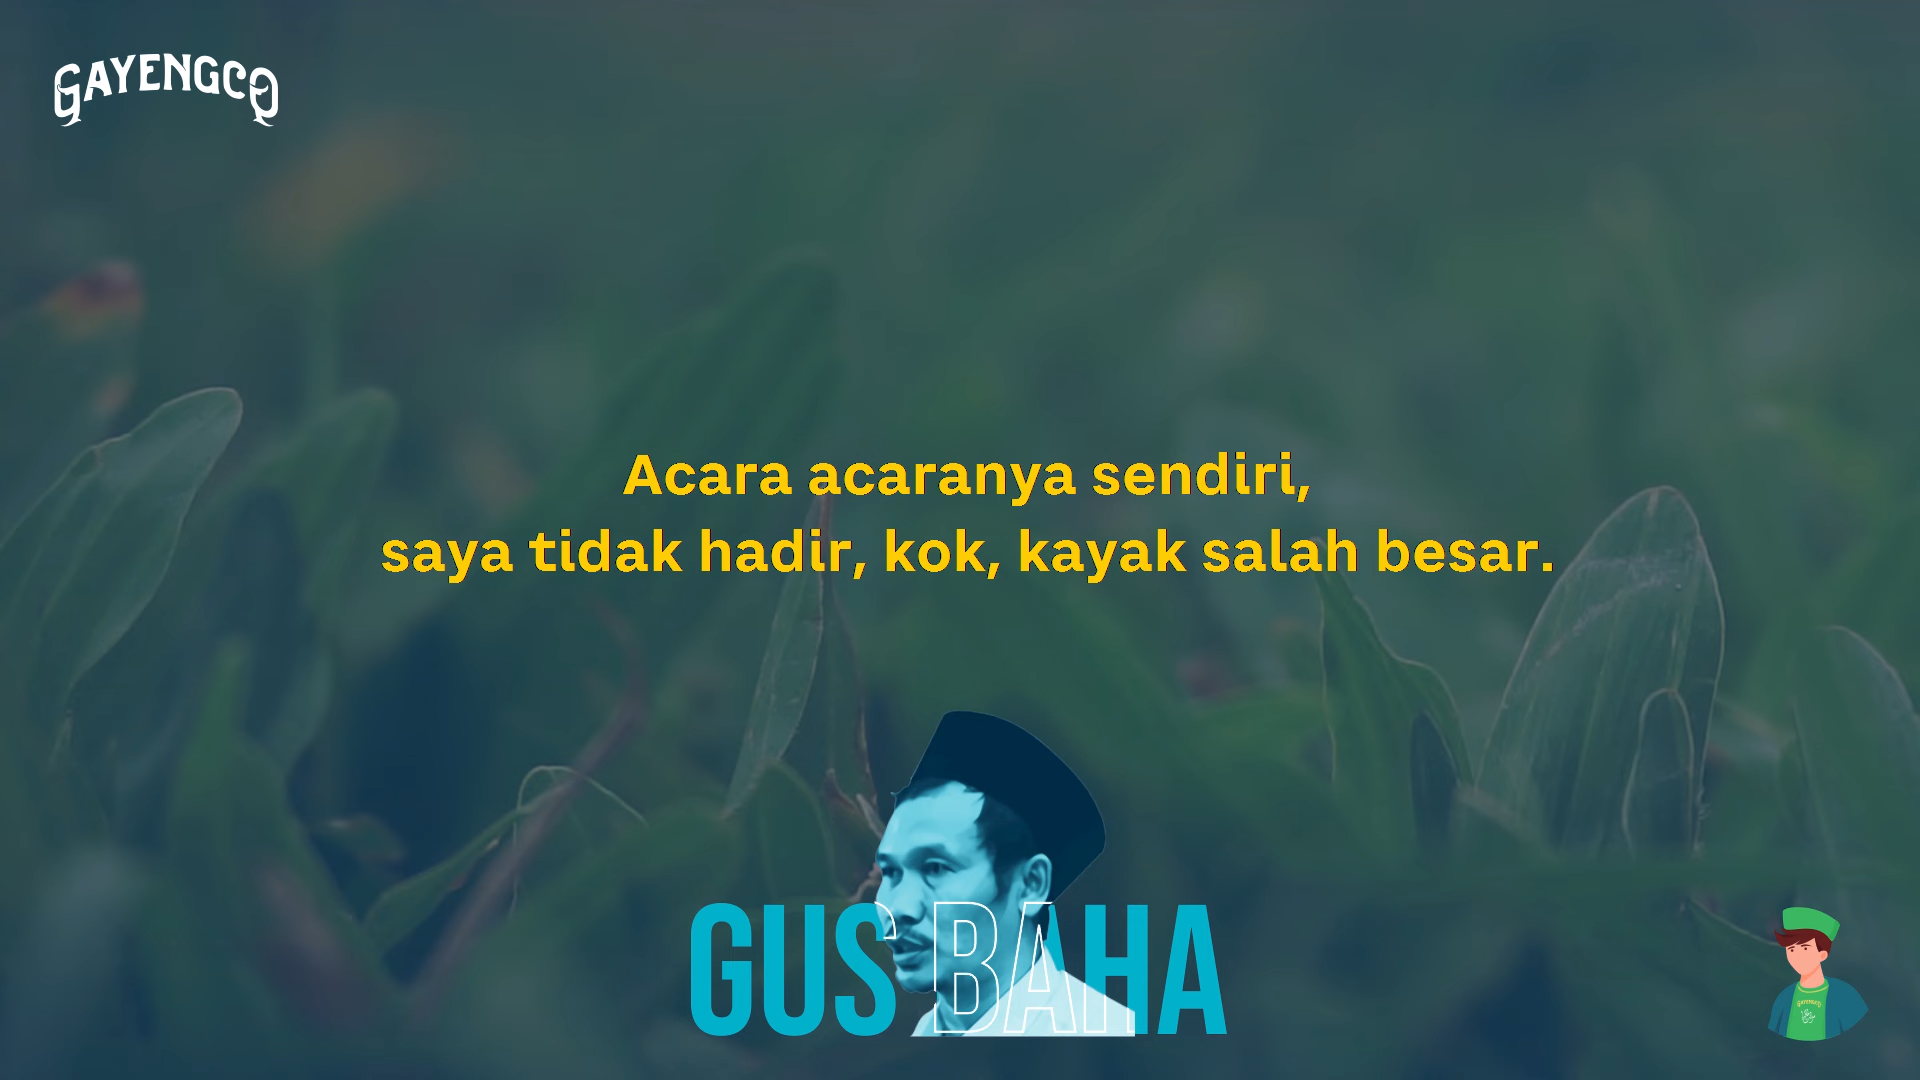 GAYENGCO
Acara acaranya sendiri,
saya tidak hadir, kok, kayak salah besar.
GUS BAHA